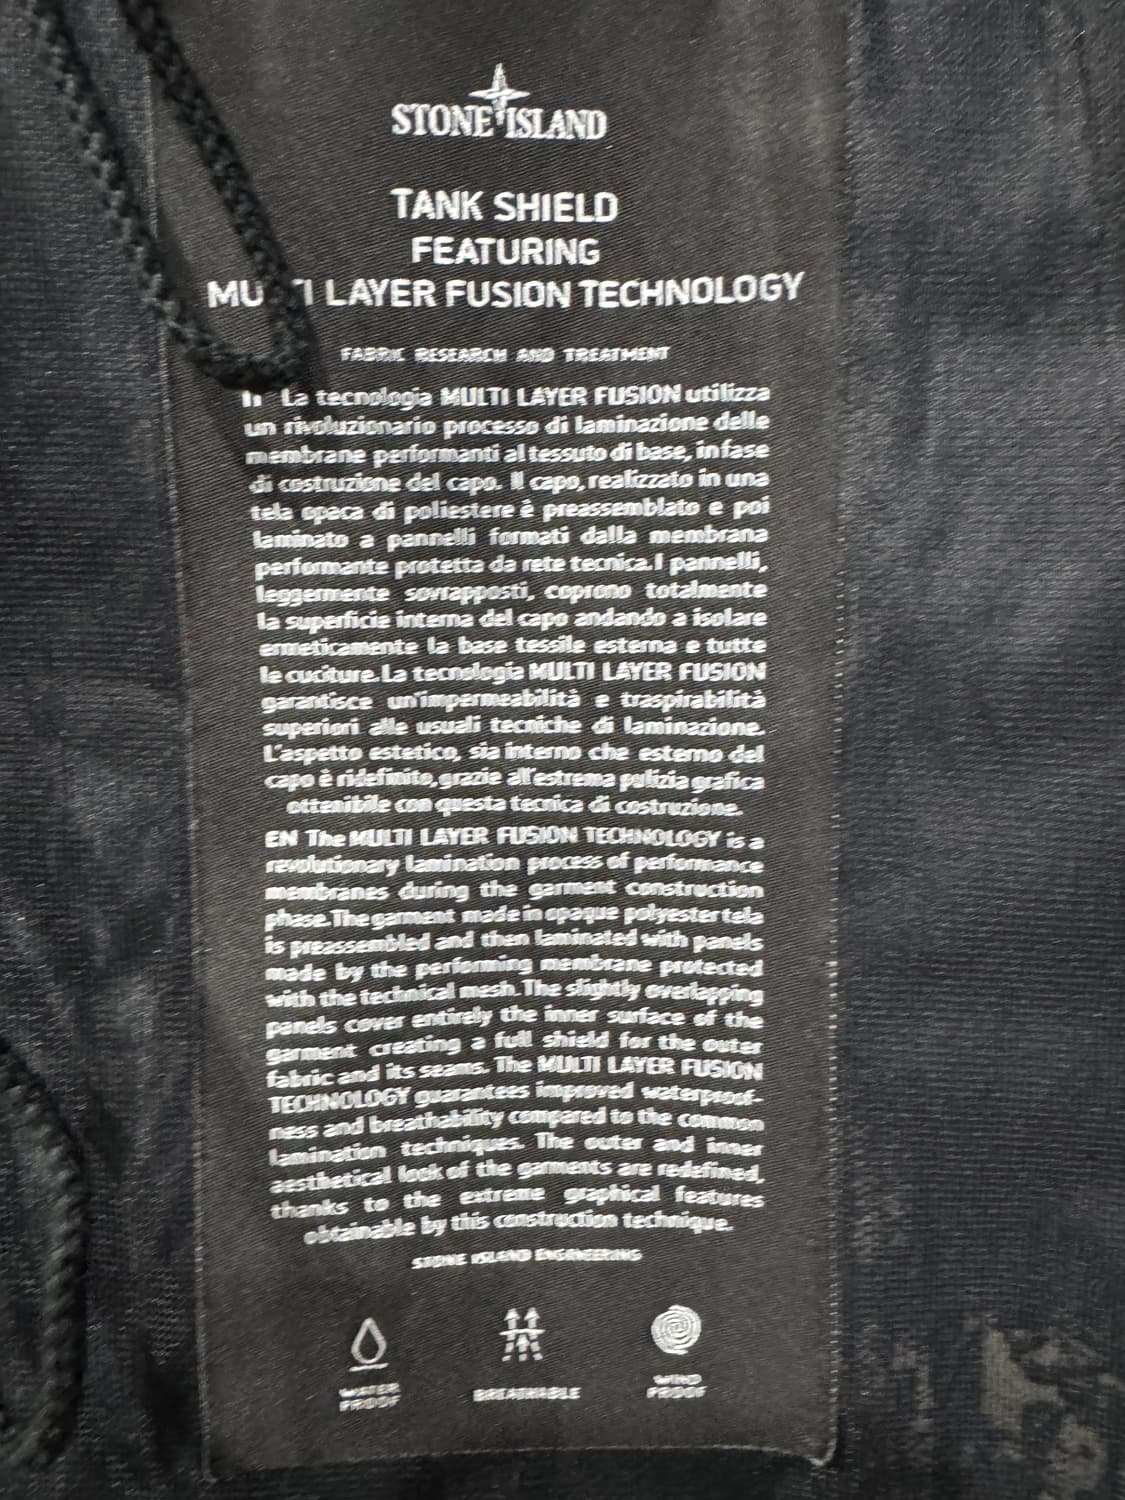 STONE ISLAND
TANK SHIELD
FEATURING
MULTI LAYER FUSION TECHNOLOGY
FABRIC RESEARCH AND TREATMENT
IT La tecnologia MULTI LAYER FUSION utilizza
un rivoluzionario processo di laminazione delle
membrane performanti al tessuto di base, in fase
di costruzione del capo. Il capo, realizzato in una
tela opaca di poliestere è preassemblato e poi
laminato a pannelli formati dalla membrana
performante protetta da rete tecnica. I pannelli,
leggermente sovrapposti, coprono totalmente
la superficie interna del capo andando a isolare
ermeticamente la base tessile esterna e tutte
le cuciture. La tecnologia MULTI LAYER FUSION
garantisce un'impermeabilità e traspirabilità
superiori alle usuali tecniche di laminazione.
L'aspetto estetico, sia interno che esterno del
capo è ridefinito, grazie all'estrema pulizia grafica
ottenibile con questa tecnica di costruzione.
EN The MULTI LAYER FUSION TECHNOLOGY is a
revolutionary lamination process of performance
membranes during the garment construction
phase. The garment made in opaque polyester tela
is preassembled and then laminated with panels
made by the performing membrane protected
with the technical mesh. The slightly overlapping
panels cover entirely the inner surface of the
garment creating a full shield for the outer
fabric and its seams. The MULTI LAYER FUSION
TECHNOLOGY guarantees improved waterproof-
ness and breathability compared to the common
lamination techniques. The outer and inner
aesthetical look of the garments are redefined,
thanks to the extreme graphical features
obtainable by this construction technique.
STONE ISLAND ENGINEERING
WATER PROOF
BREATHABLE
WIND PROOF